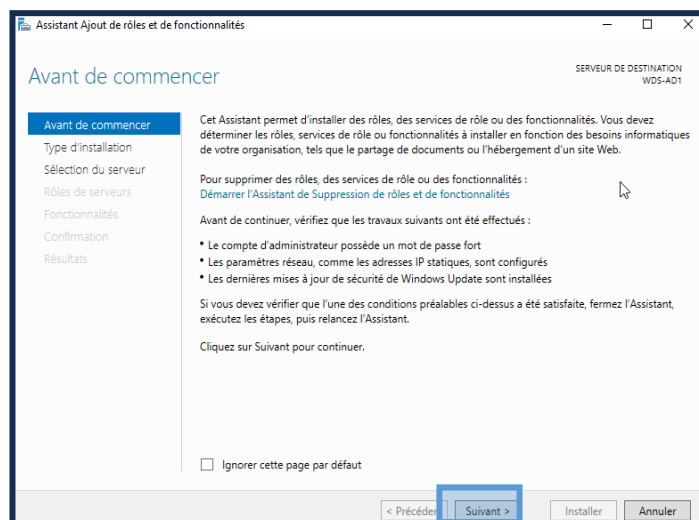 Assistant Ajout de rôles et de fonctionnalités
Avant de commencer
SERVEUR DE DESTINATION
WDS-AD1
Avant de commencer
Type d'installation
Sélection du serveur
Rôles de serveurs
Fonctionnalités
Confirmation
Résultats
Cet Assistant permet d'installer des rôles, des services de rôle ou des fonctionnalités. Vous devez
déterminer les rôles, services de rôle ou fonctionnalités à installer en fonction des besoins informatiques
de votre organisation, tels que le partage de documents ou l'hébergement d'un site Web.
Pour supprimer des rôles, des services de rôle ou des fonctionnalités :
Démarrer l'Assistant de Suppression de rôles et de fonctionnalités
Avant de continuer, vérifiez que les travaux suivants ont été effectués :
• Le compte d'administrateur possède un mot de passe fort
• Les paramètres réseau, comme les adresses IP statiques, sont configurés
• Les dernières mises à jour de sécurité de Windows Update sont installées
Si vous devez vérifier que l'une des conditions préalables ci-dessus a été satisfaite, fermez l'Assistant,
exécutez les étapes, puis relancez l'Assistant.
Cliquez sur Suivant pour continuer.
Ignorer cette page par défaut
< Précéden
Suivant >
Installer
Annuler